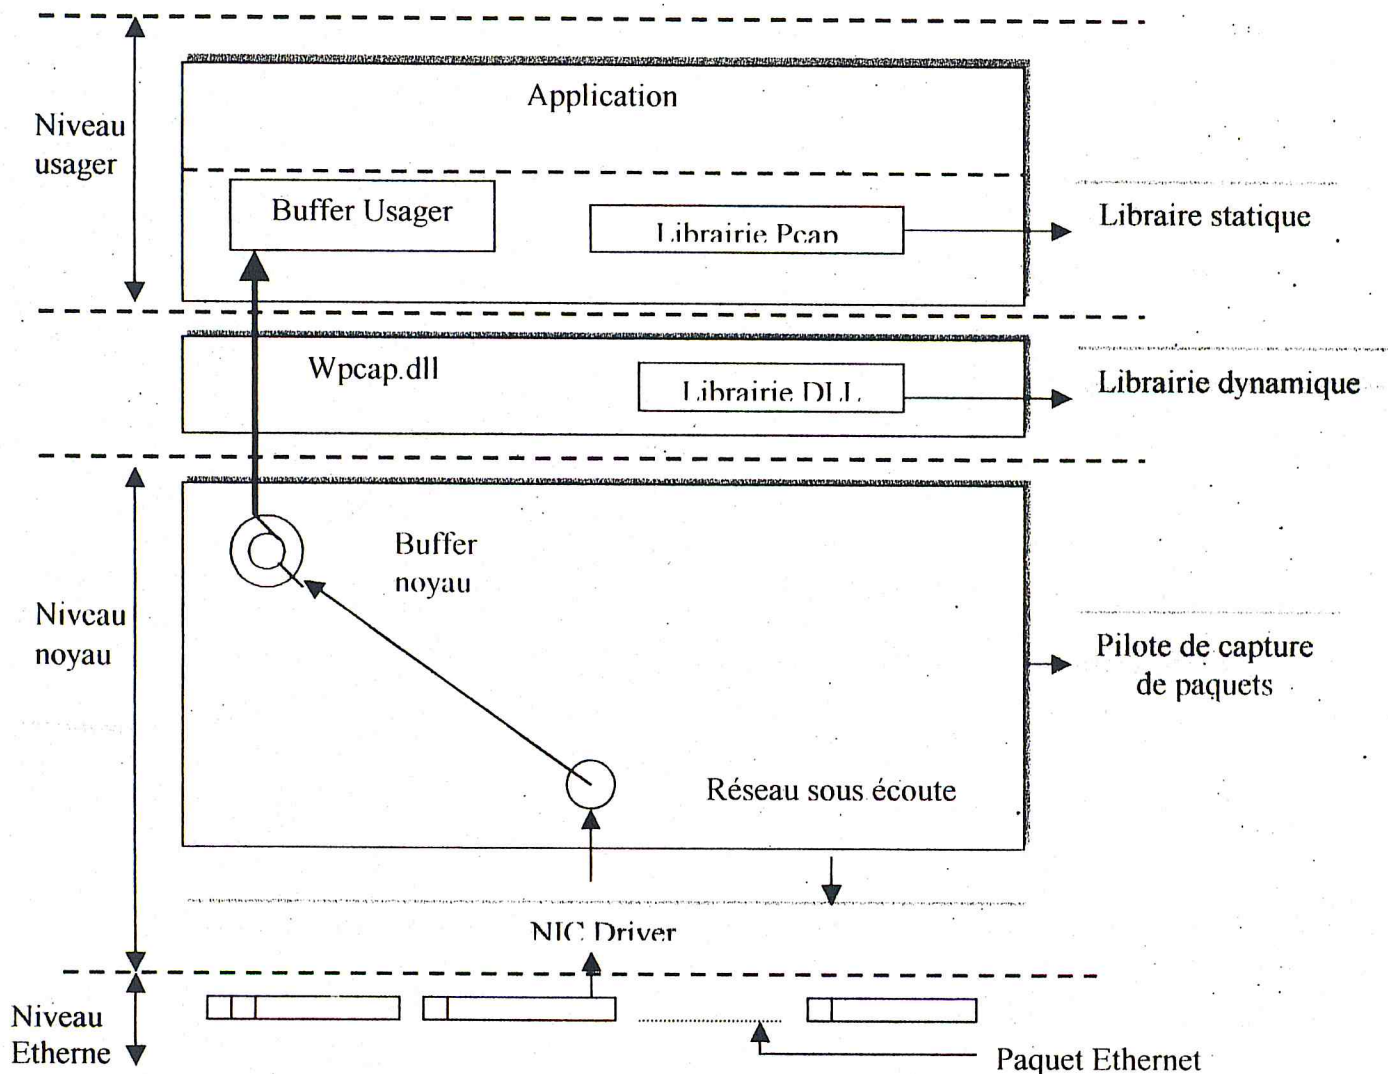 Application
Niveau
usager
Buffer Usager
Librairie Pcap
Libraire statique
Wpcap.dll
Librairie DLL
Librairie dynamique
Buffer
noyau
Niveau
noyau
Pilote de capture
de paquets
Réseau sous écoute
NIC Driver
Niveau
Etherne
Paquet Ethernet